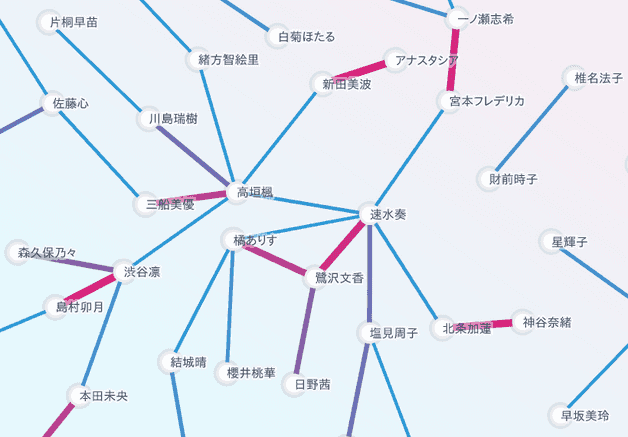 片桐早苗
一ノ瀬志希
白菊ほたる
緒方智絵里
アナスタシア
新田美波
椎名法子
佐藤心
宮本フレデリカ
川島瑞樹
財前時子
高垣楓
三船美優
速水奏
橘ありす
星輝子
森久保乃々
渋谷凛
鷺沢文香
島村卯月
神谷奈緒
北条加蓮
塩見周子
結城晴
櫻井桃華
日野茜
本田未央
早坂美玲